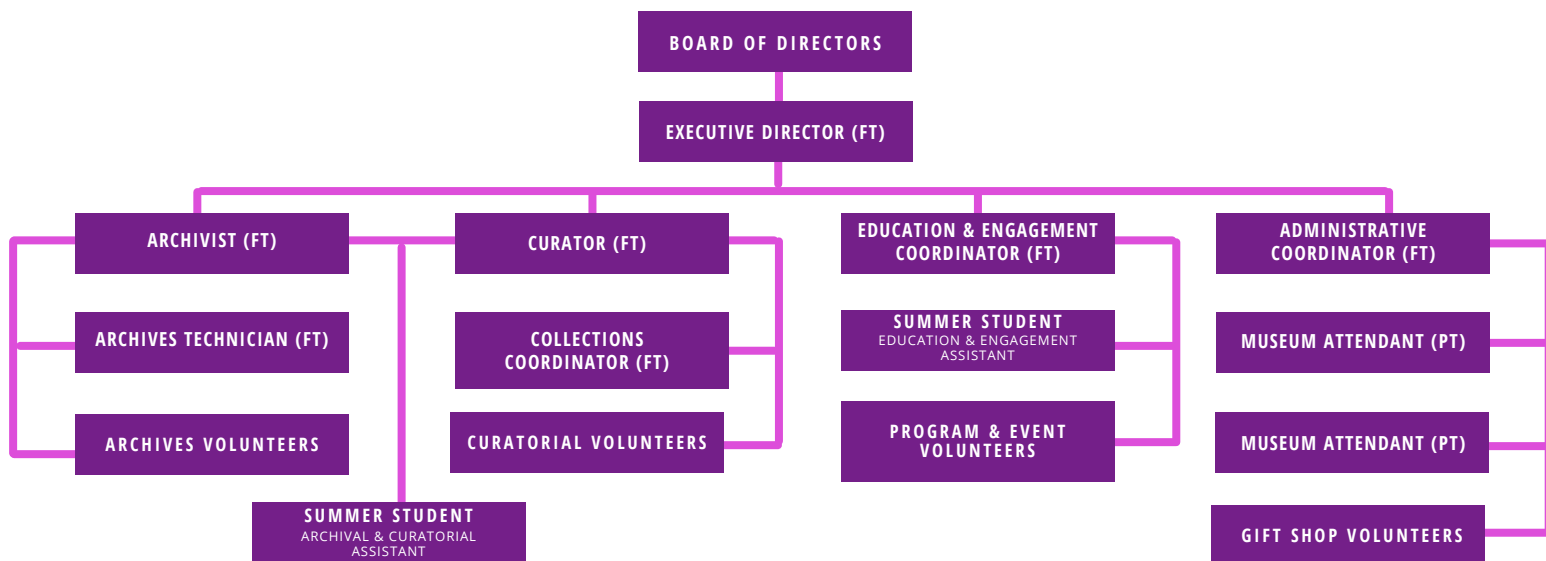 BOARD OF DIRECTORS
EXECUTIVE DIRECTOR (FT)
ARCHIVIST (FT)
CURATOR (FT)
EDUCATION & ENGAGEMENT
COORDINATOR (FT)
ADMINISTRATIVE
COORDINATOR (FT)
ARCHIVES TECHNICIAN (FT)
COLLECTIONS
COORDINATOR (FT)
SUMMER STUDENT
EDUCATION & ENGAGEMENT
ASSISTANT
MUSEUM ATTENDANT (PT)
ARCHIVES VOLUNTEERS
CURATORIAL VOLUNTEERS
PROGRAM & EVENT
VOLUNTEERS
MUSEUM ATTENDANT (PT)
SUMMER STUDENT
ARCHIVAL & CURATORIAL
ASSISTANT
GIFT SHOP VOLUNTEERS